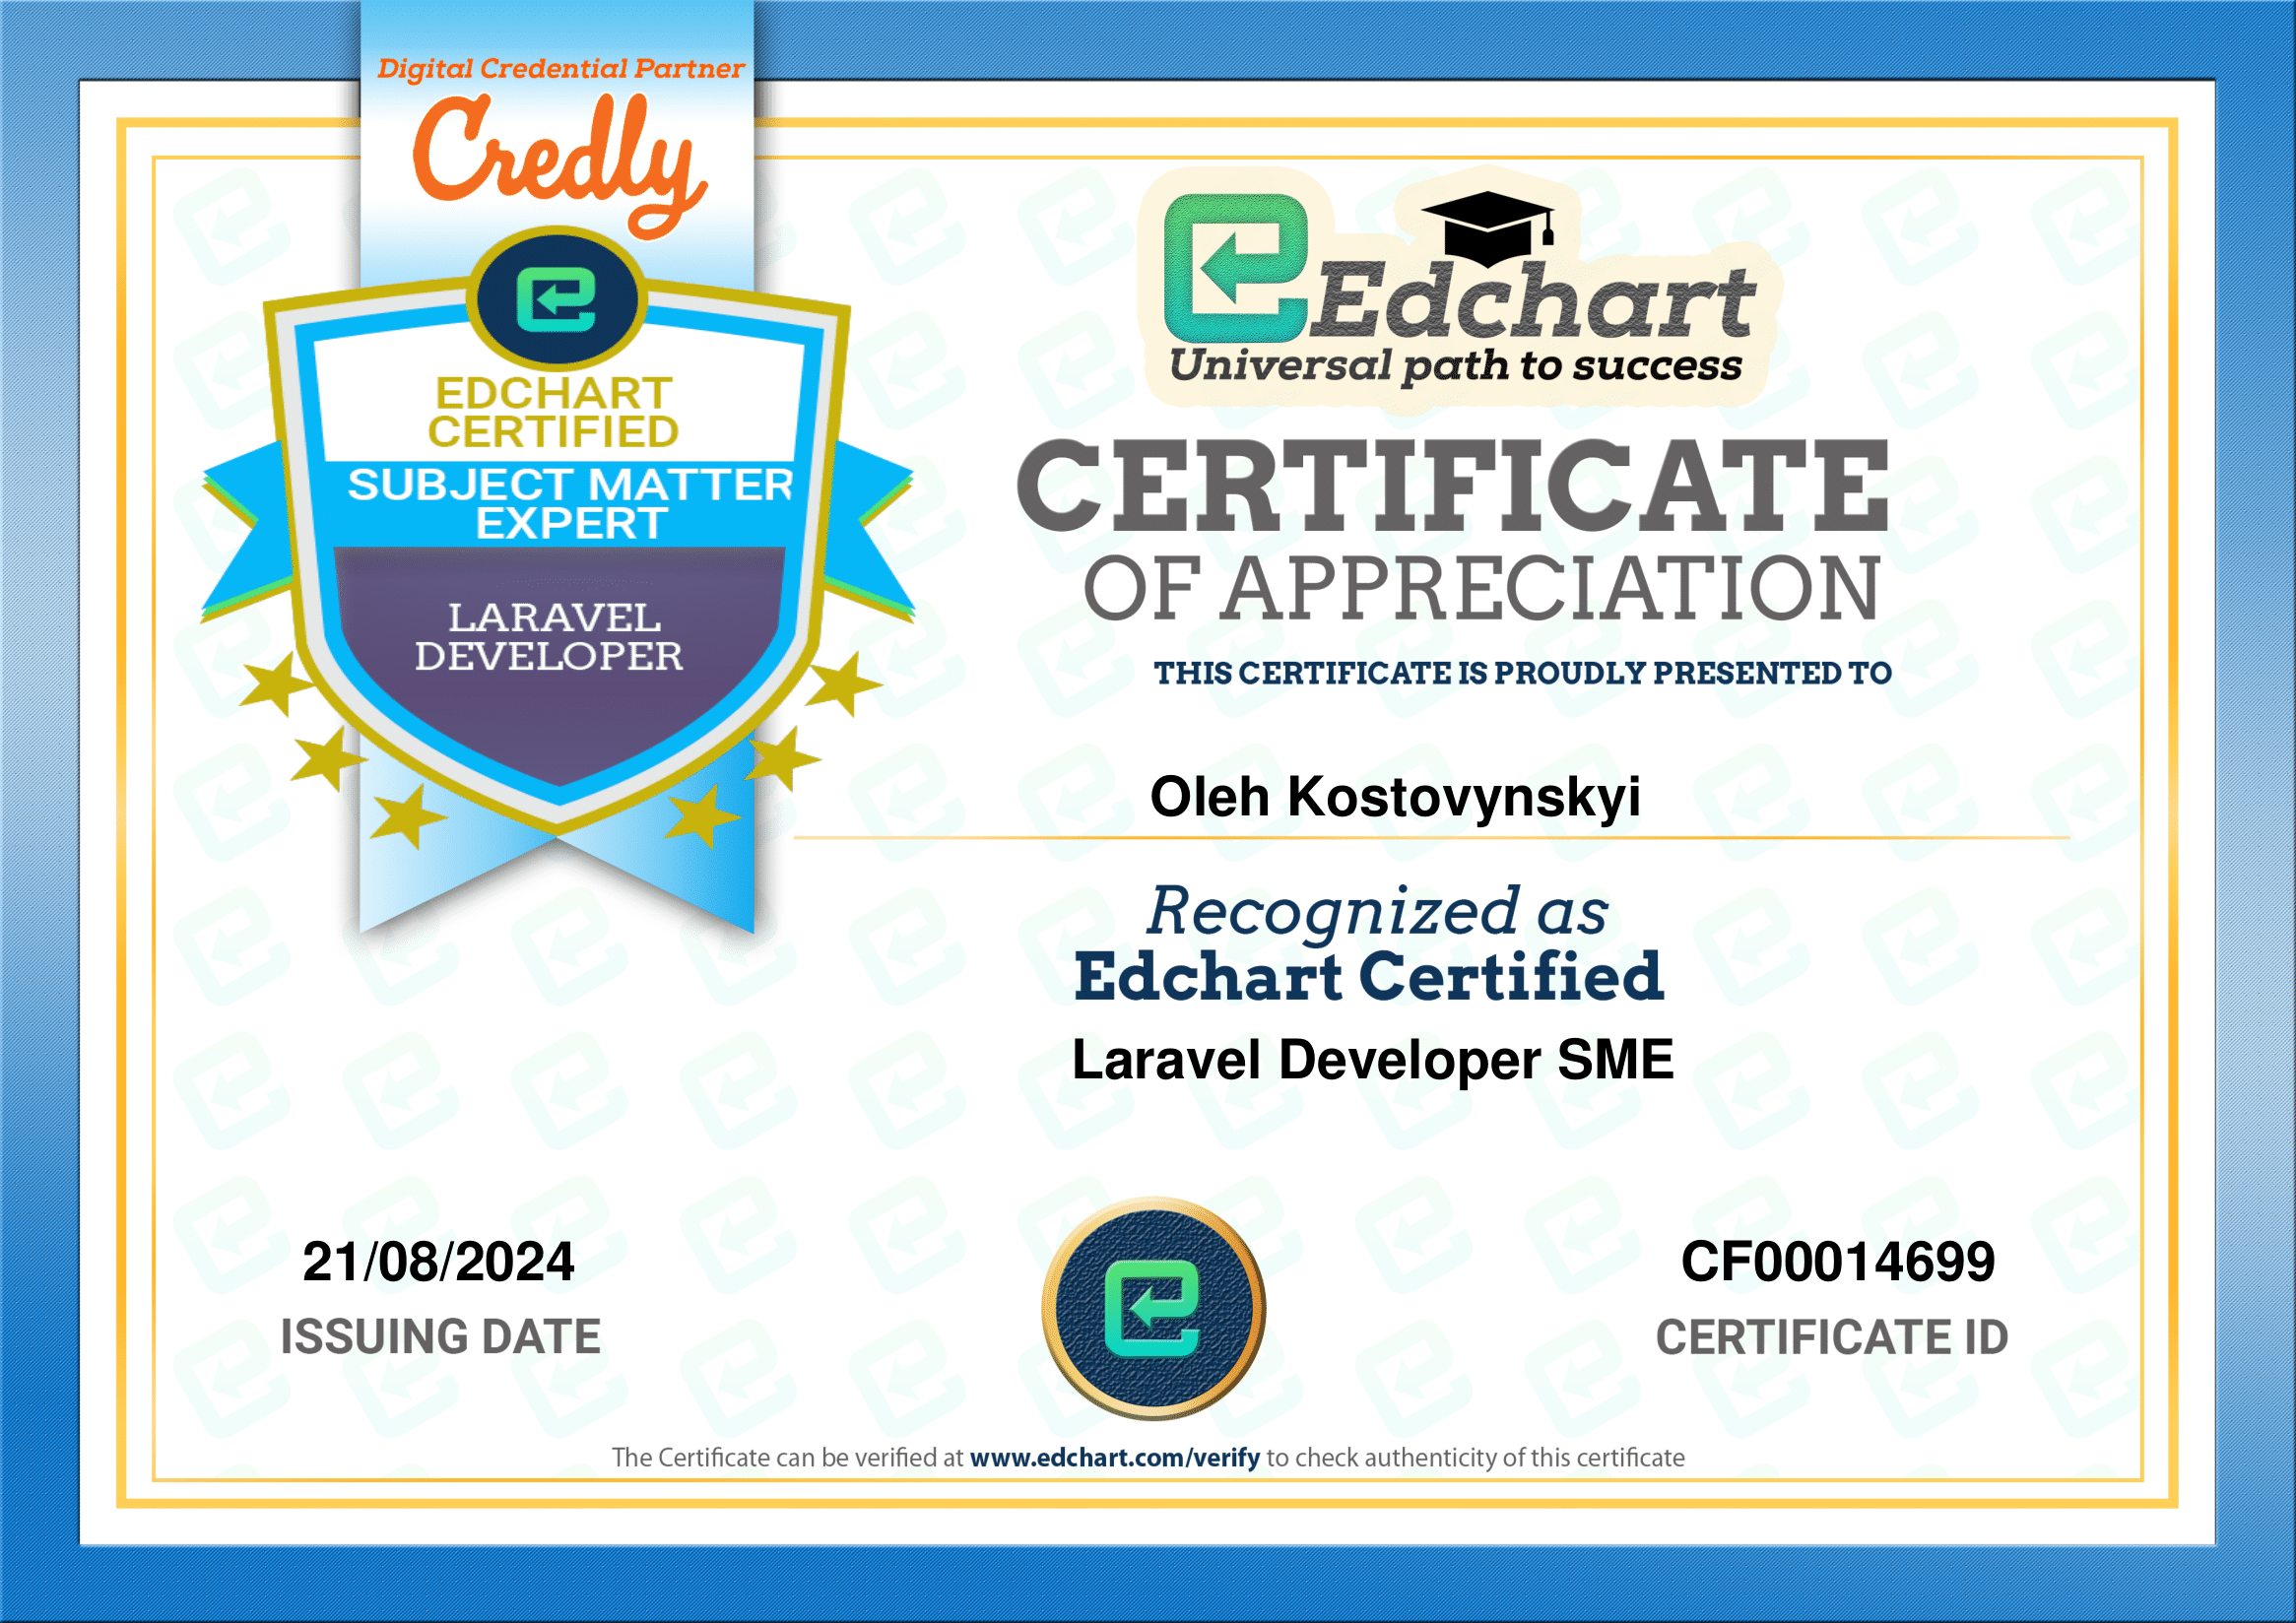 Digital Credential Partner
Credly
EDCHART
CERTIFIED
SUBJECT MATTER
EXPERT
LARAVEL
DEVELOPER
Edchart
Universal path to success
CERTIFICATE
OF APPRECIATION
THIS CERTIFICATE IS PROUDLY PRESENTED TO
Oleh Kostovynskyi
Recognized as
Edchart Certified
Laravel Developer SME
21/08/2024
ISSUING DATE
CF00014699
CERTIFICATE ID
The Certificate can be verified at www.edchart.com/verify to check authenticity of this certificate